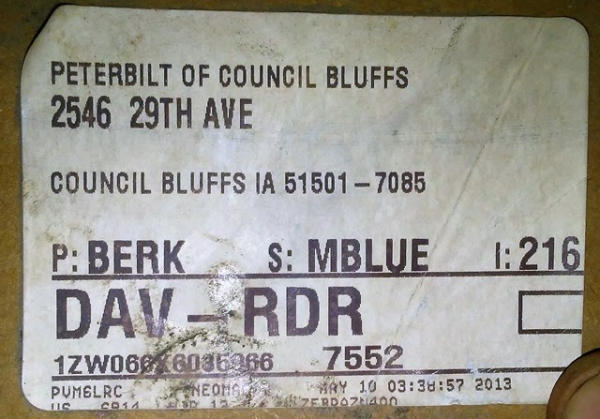 PETERBILT OF COUNCIL BLUFFS
2546 29TH AVE
COUNCIL BLUFFS IA 51501-7085
P: BERK S: MBLUE I: 216
DAV-RDR
7552
PVM6LRC MAY 10 03:38:57 2013